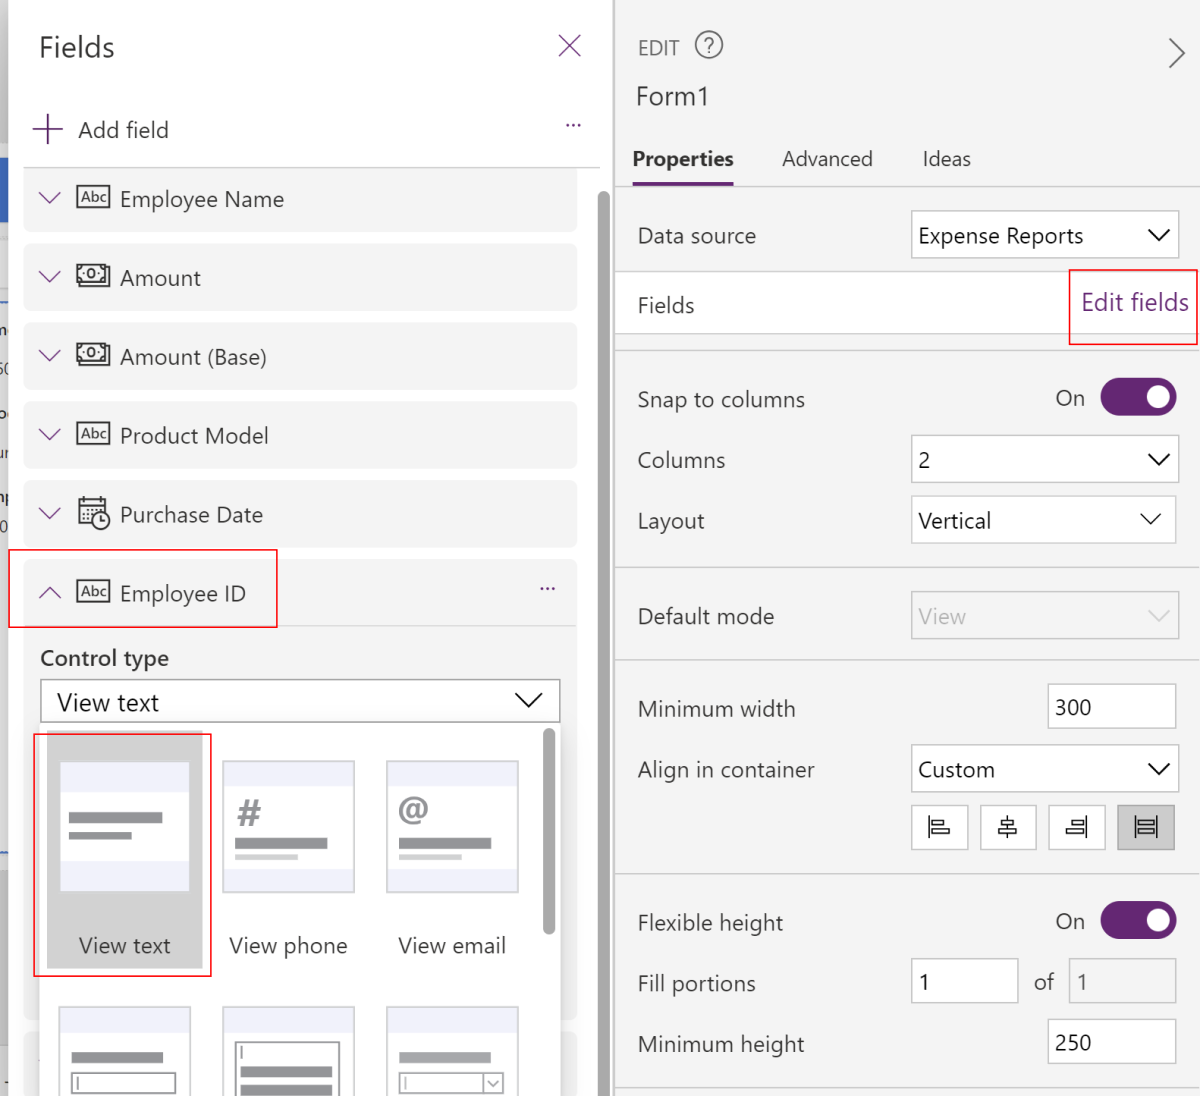 Fields
Add field
...
Abc Employee Name
Amount
Amount (Base)
Abc Product Model
Purchase Date
Abc Employee ID
...
Control type
View text
View text
# View phone
@ View email
EDIT ?
Form1
Properties Advanced Ideas
Data source Expense Reports
Fields Edit fields
Snap to columns On
Columns 2
Layout Vertical
Default mode View
Minimum width 300
Align in container Custom
Flexible height On
Fill portions 1 of 1
Minimum height 250